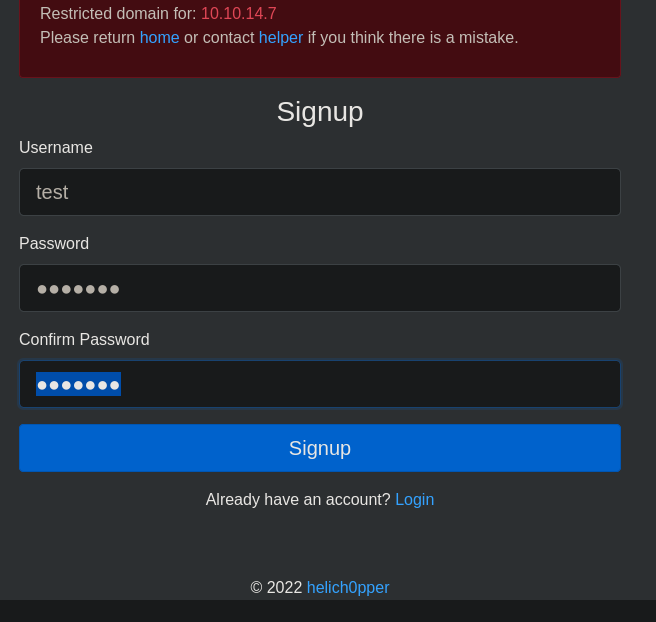 Restricted domain for: 10.10.14.7
Please return home or contact helper if you think there is a mistake.
Signup
Username
test
Password
●●●●●●●
Confirm Password
●●●●●●●
Signup
Already have an account? Login
© 2022 helich0pper